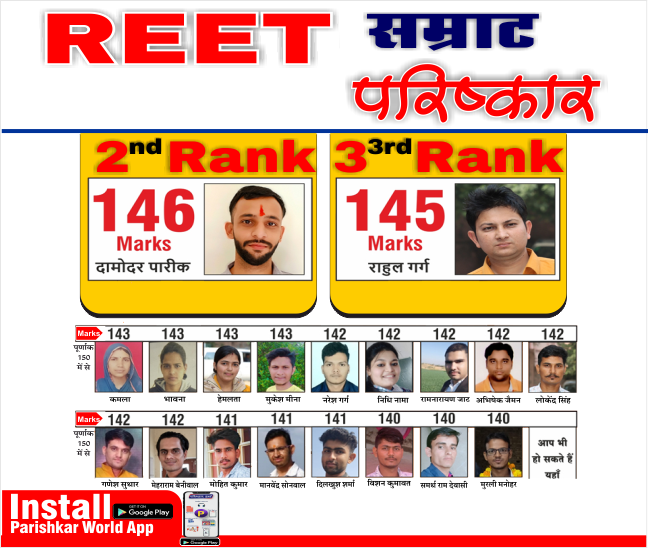 REET सम्राट
परिष्कार
2nd Rank
146
Marks
दामोदर पारीक
3 3rd Rank
145
Marks
राहुल गर्ग
Marks 143 143 143 143 142 142 142 142 142
पूर्णांक
150
में से
कमला भावना हेमलता मुकेश मीना नरेश गर्ग निधि नामा रामनारायण जाट अभिषेक जैमन लोकेंद्र सिंह
Marks 142 142 141 141 141 140 140 140
पूर्णांक
150
में से
गणेश सुथार मेहराराम बेनीवाल मोहित कुमार मानवेंद्र सोनवाल दिलखुश शर्मा विशन कुमावत समर्थ राम देवासी मुरली मनोहर
आप भी
हो सकते हैं
यहाँ
Install
GET IT ON
Google Play
Parishkar World App
Google Play